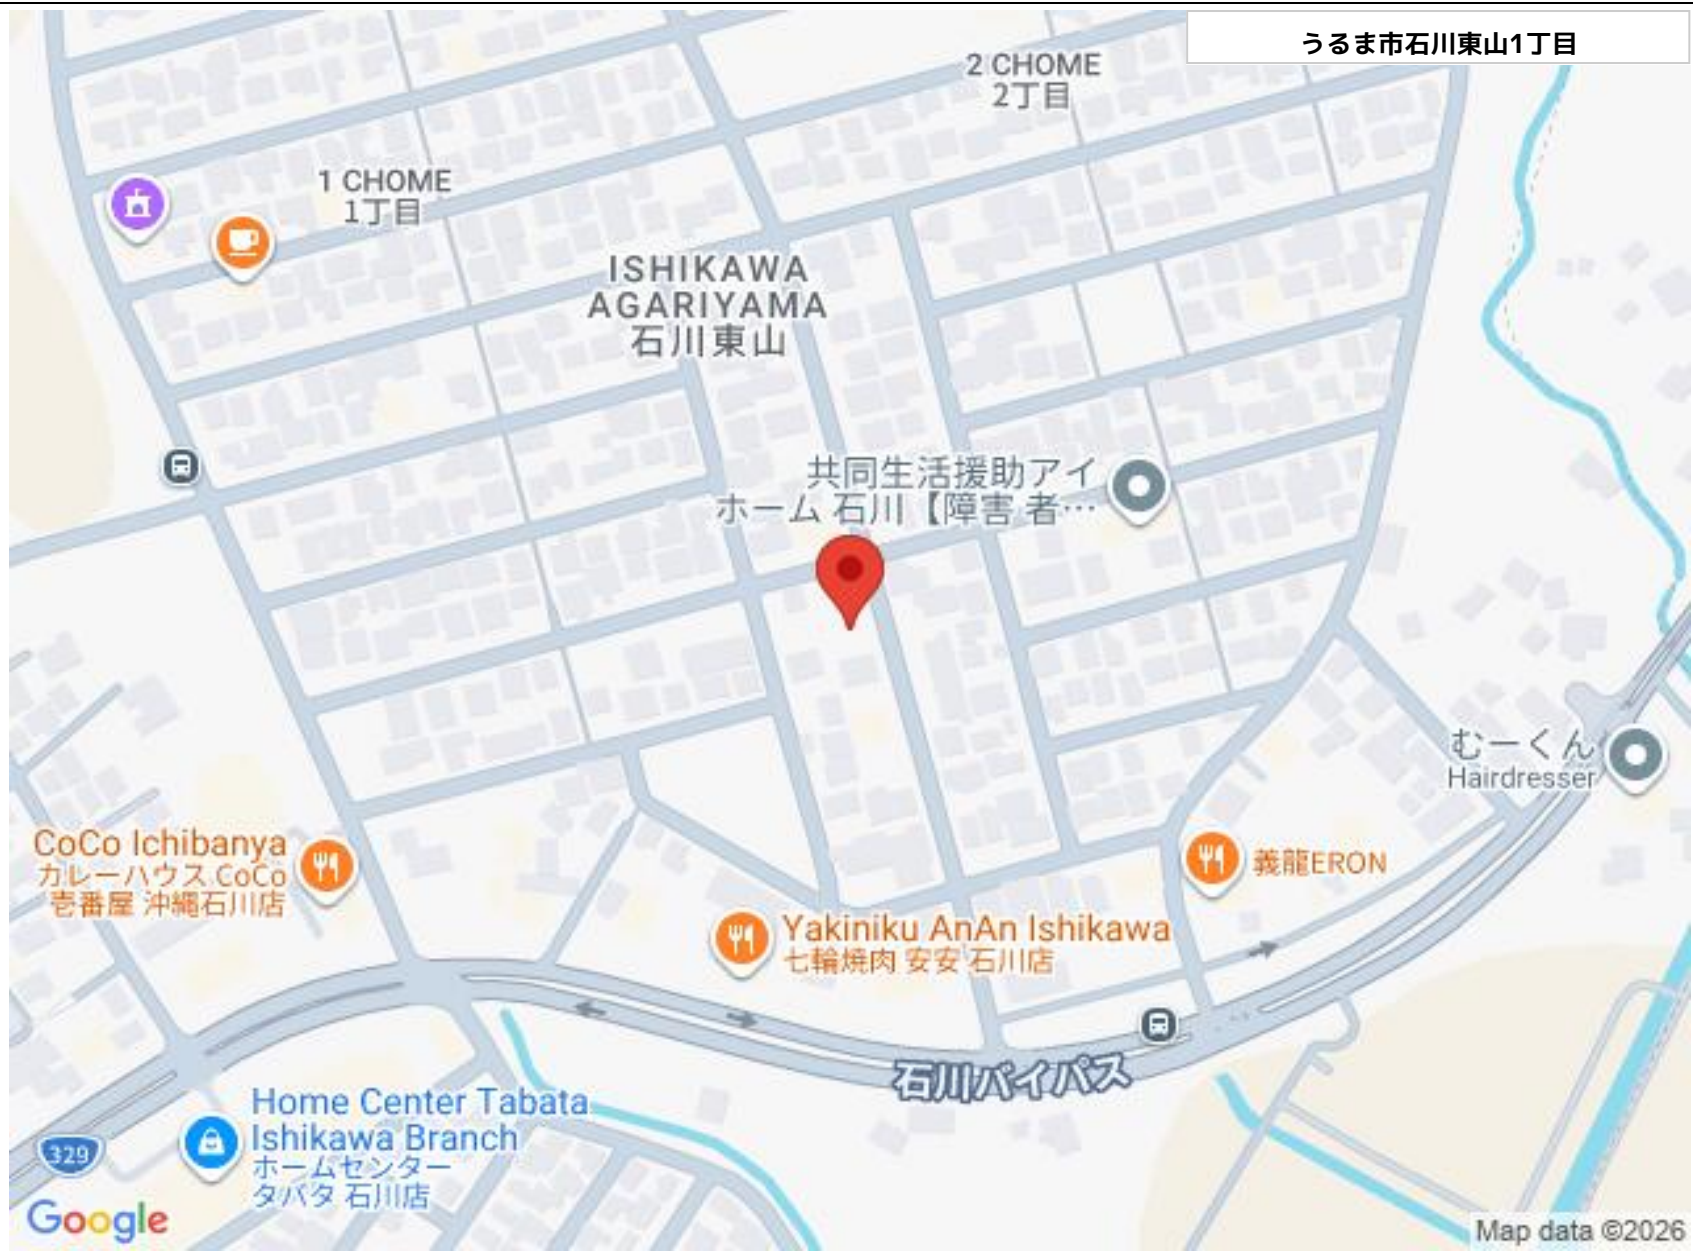 うるま市石川東山1丁目
2 CHOME
2丁目
1 CHOME
1丁目
ISHIKAWA
AGARIYAMA
石川東山
共同生活援助アイ
ホーム 石川【障害 者…
むーくん
Hairdresser
CoCo Ichibanya
カレーハウス CoCo
壱番屋 沖縄石川店
義龍ERON
Yakiniku AnAn Ishikawa
七輪焼肉 安安 石川店
石川バイパス
Home Center Tabata
Ishikawa Branch
ホームセンター
タバタ 石川店
329
Google
Map data ©2026